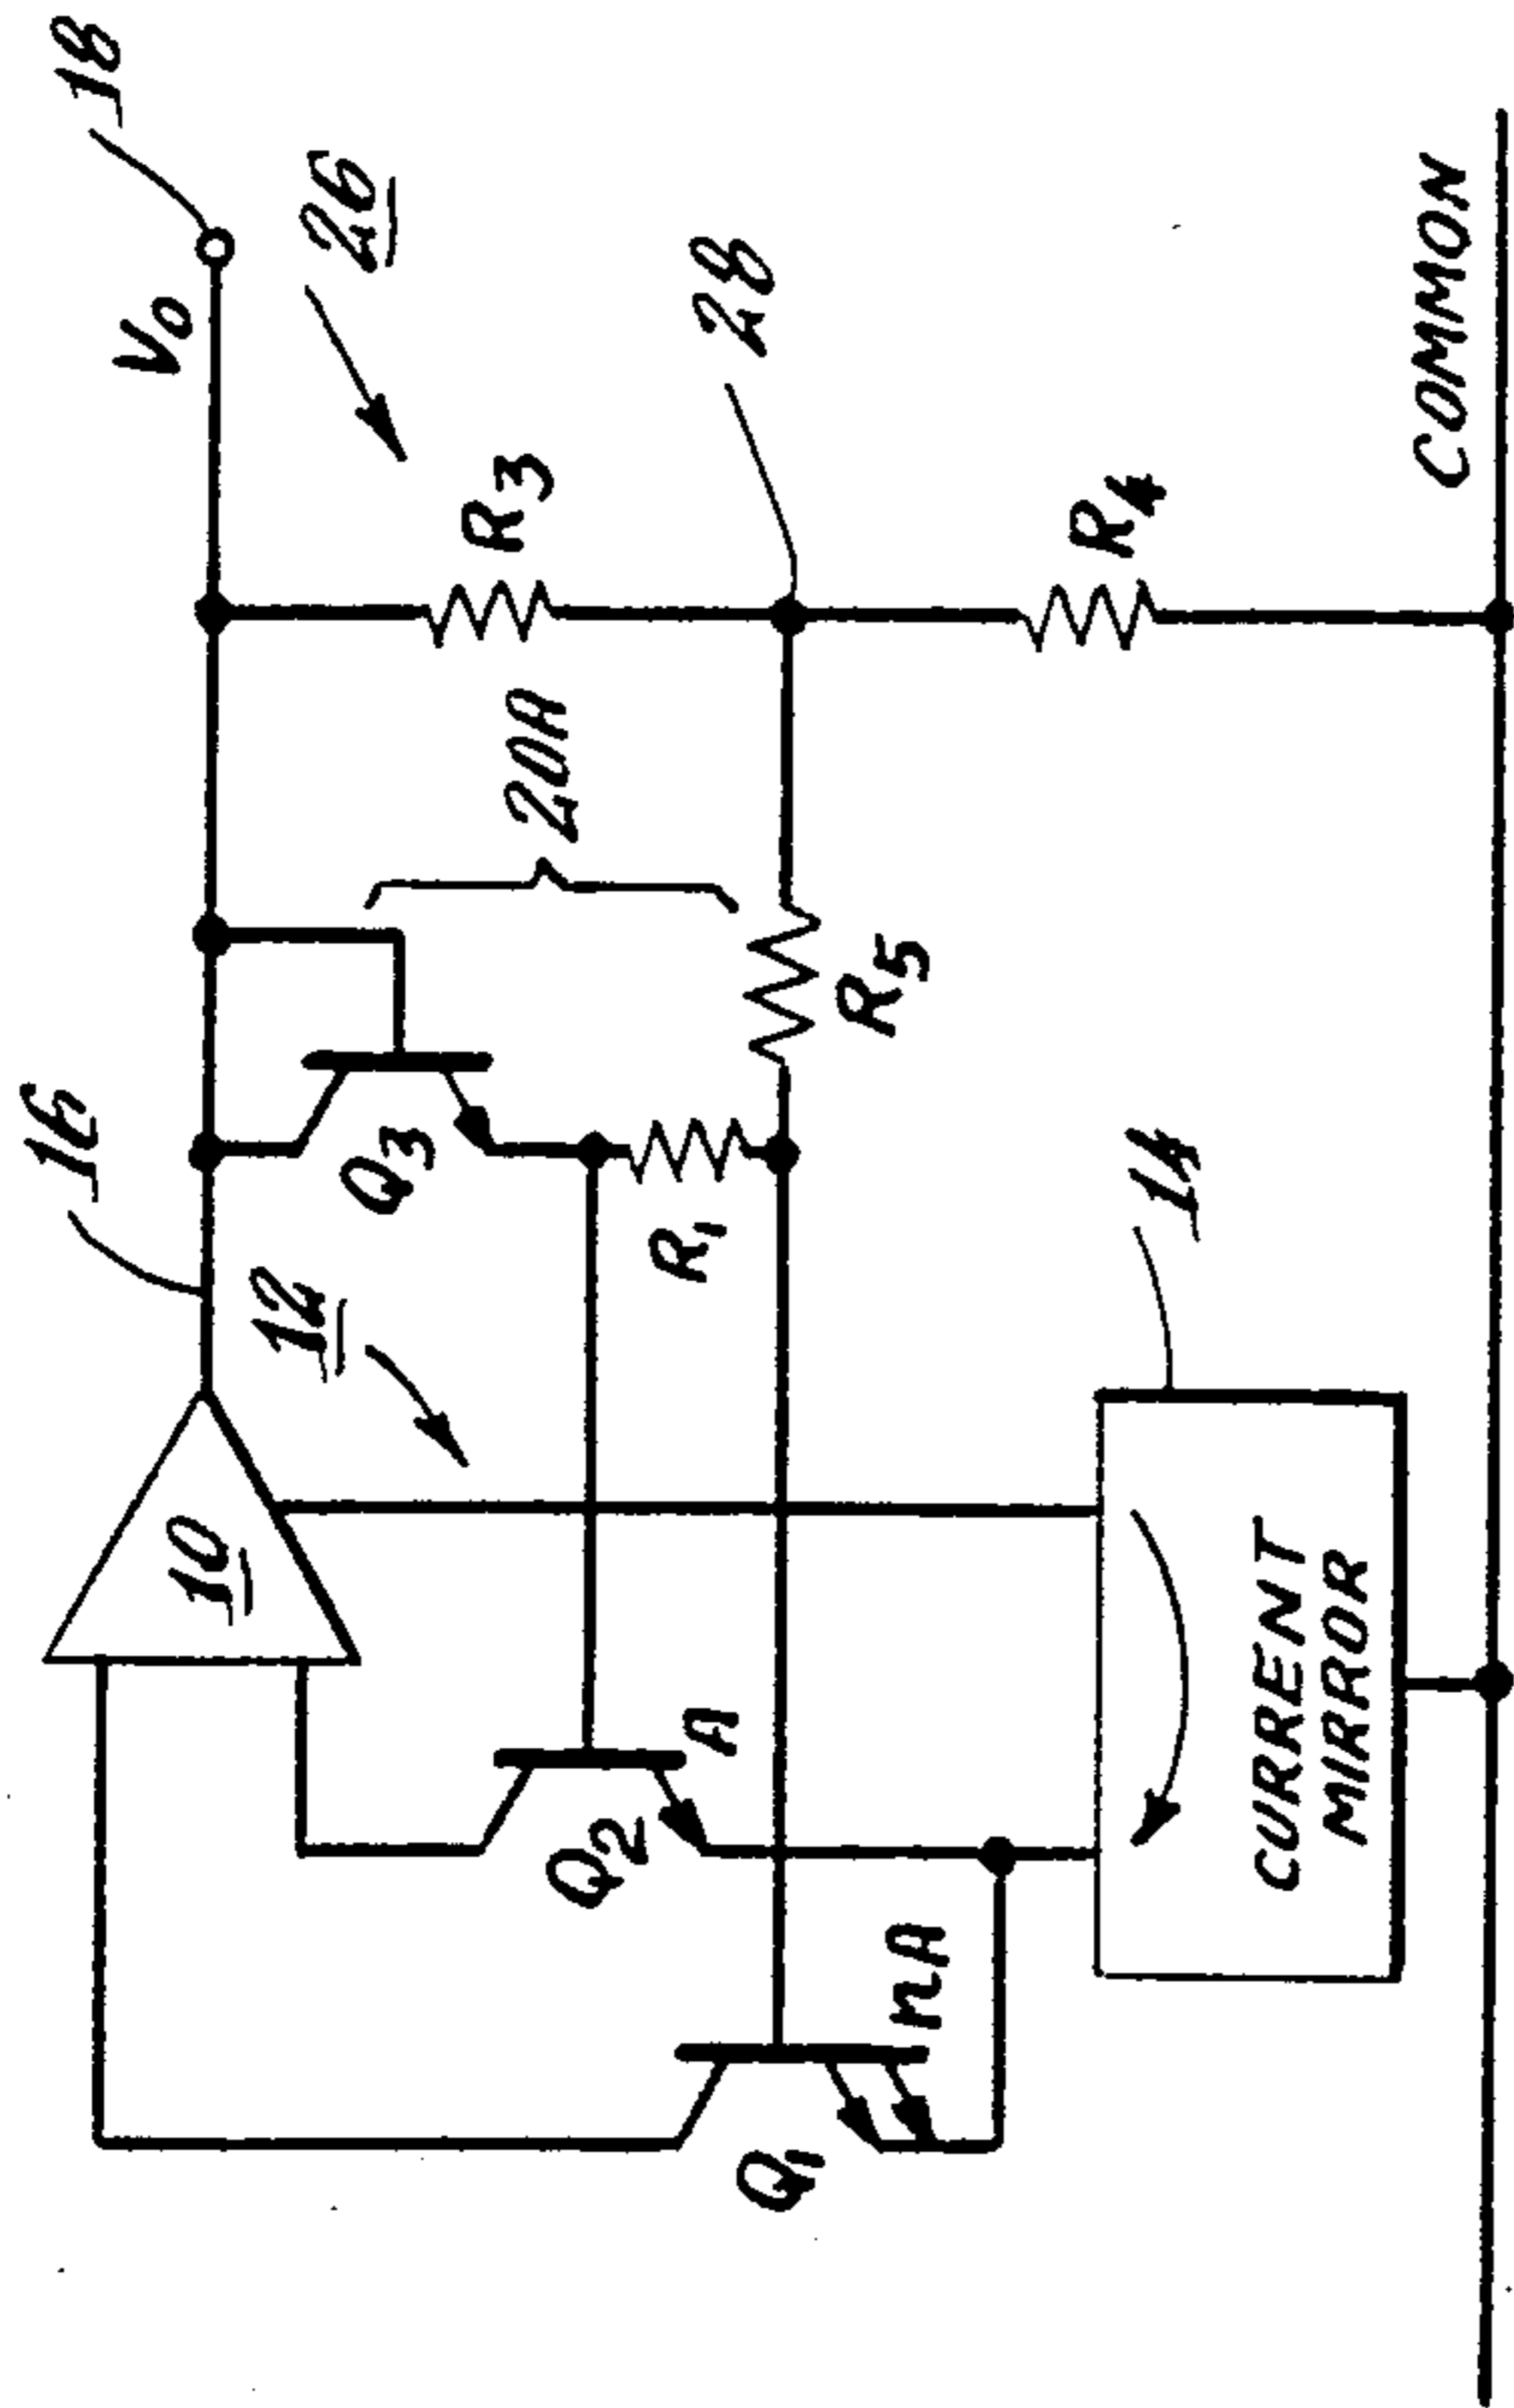 16
V₀
18
10
12
26
Q₃
20A
R₃
R₁
28
Q₂
A
R₅
Q₁
nA
14
R₄
CURRENT
MIRROR
COMMON